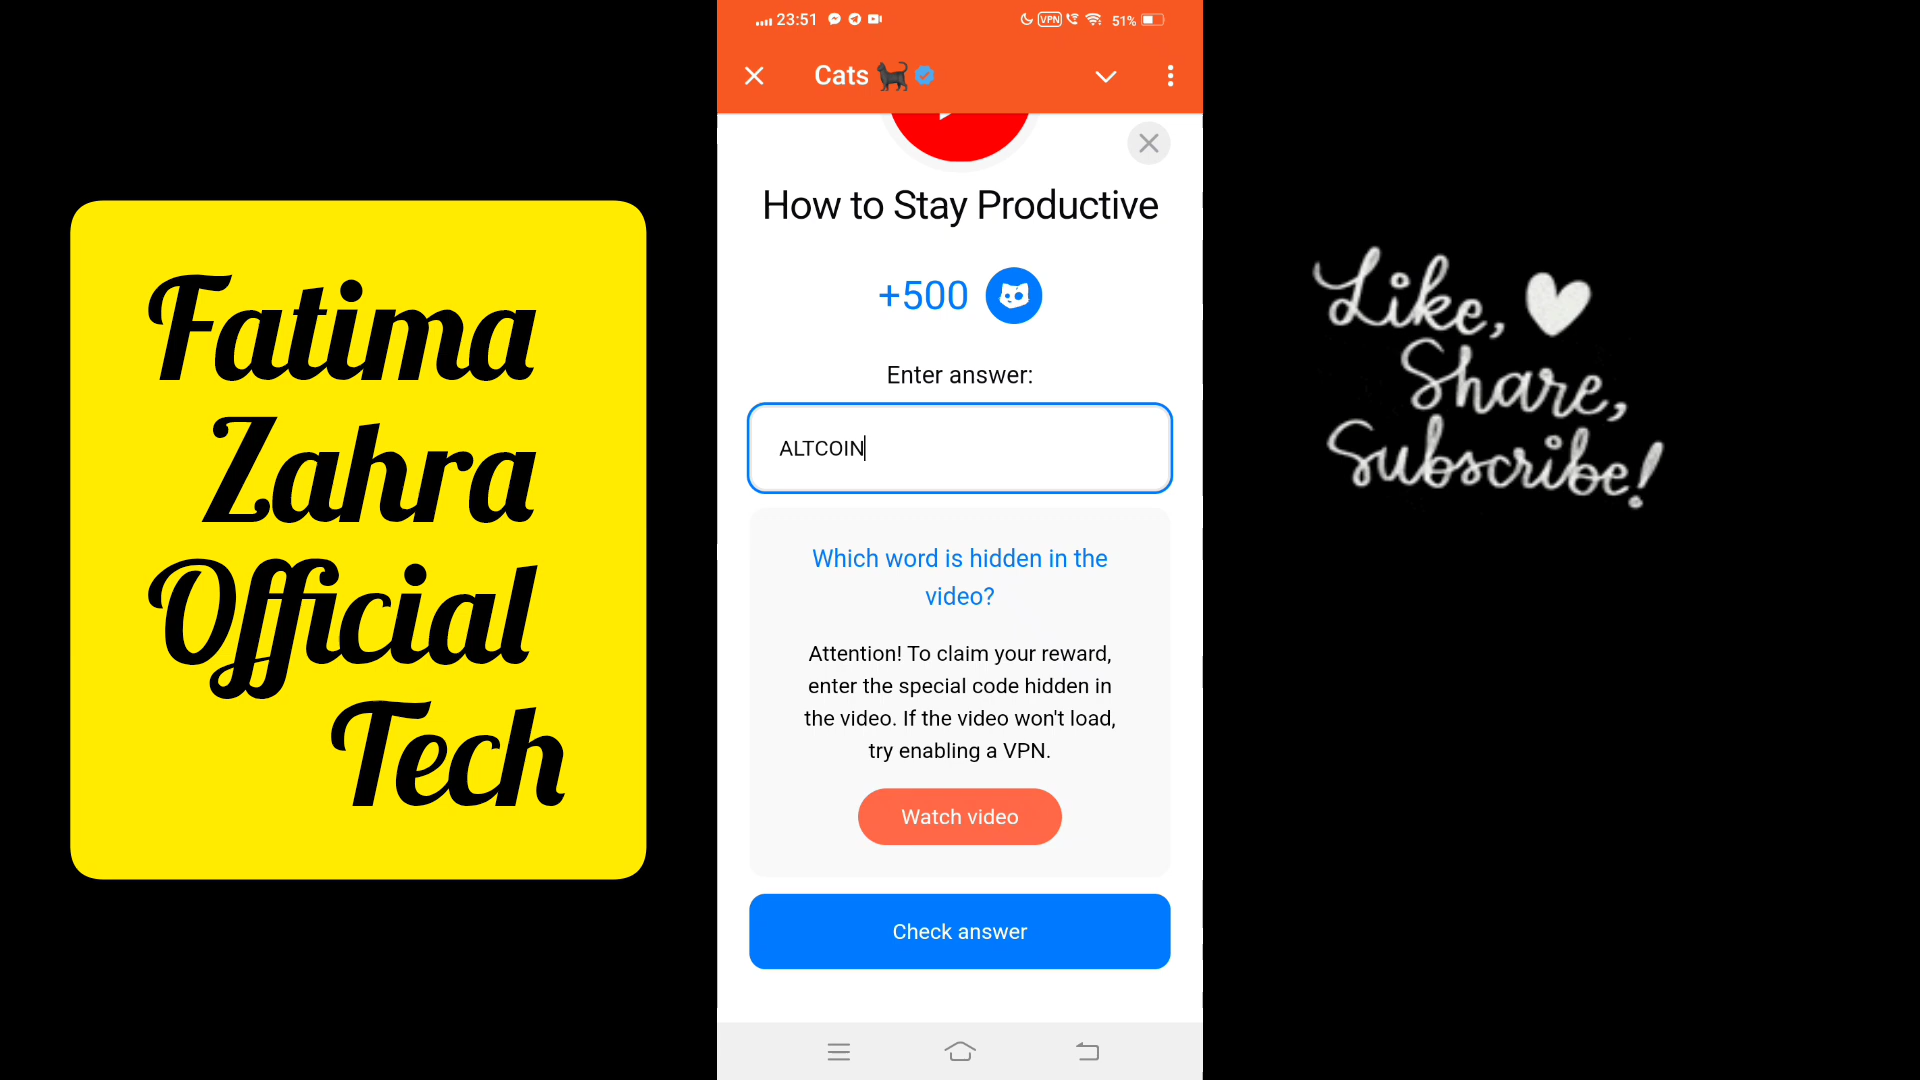 Fatima
Zahra
Official
Tech
23:51
VPN
51%
Cats
How to Stay Productive
+500
Enter answer:
ALTCOIN
Which word is hidden in the
video?
Attention! To claim your reward,
enter the special code hidden in
the video. If the video won't load,
try enabling a VPN.
Watch video
Check answer
Like,
Share,
Subscribe!